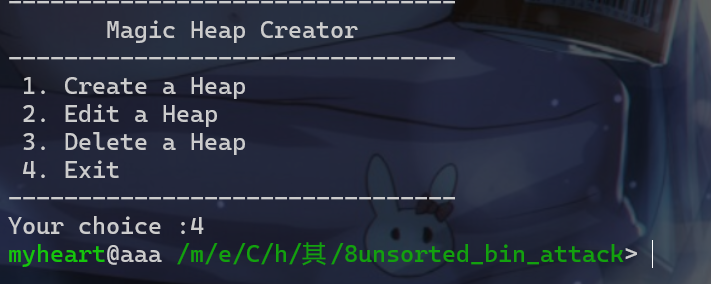 --------------------------------
Magic Heap Creator
--------------------------------
1. Create a Heap
2. Edit a Heap
3. Delete a Heap
4. Exit
--------------------------------
Your choice :4
myheart@aaa /m/e/C/h/其/8unsorted_bin_attack>